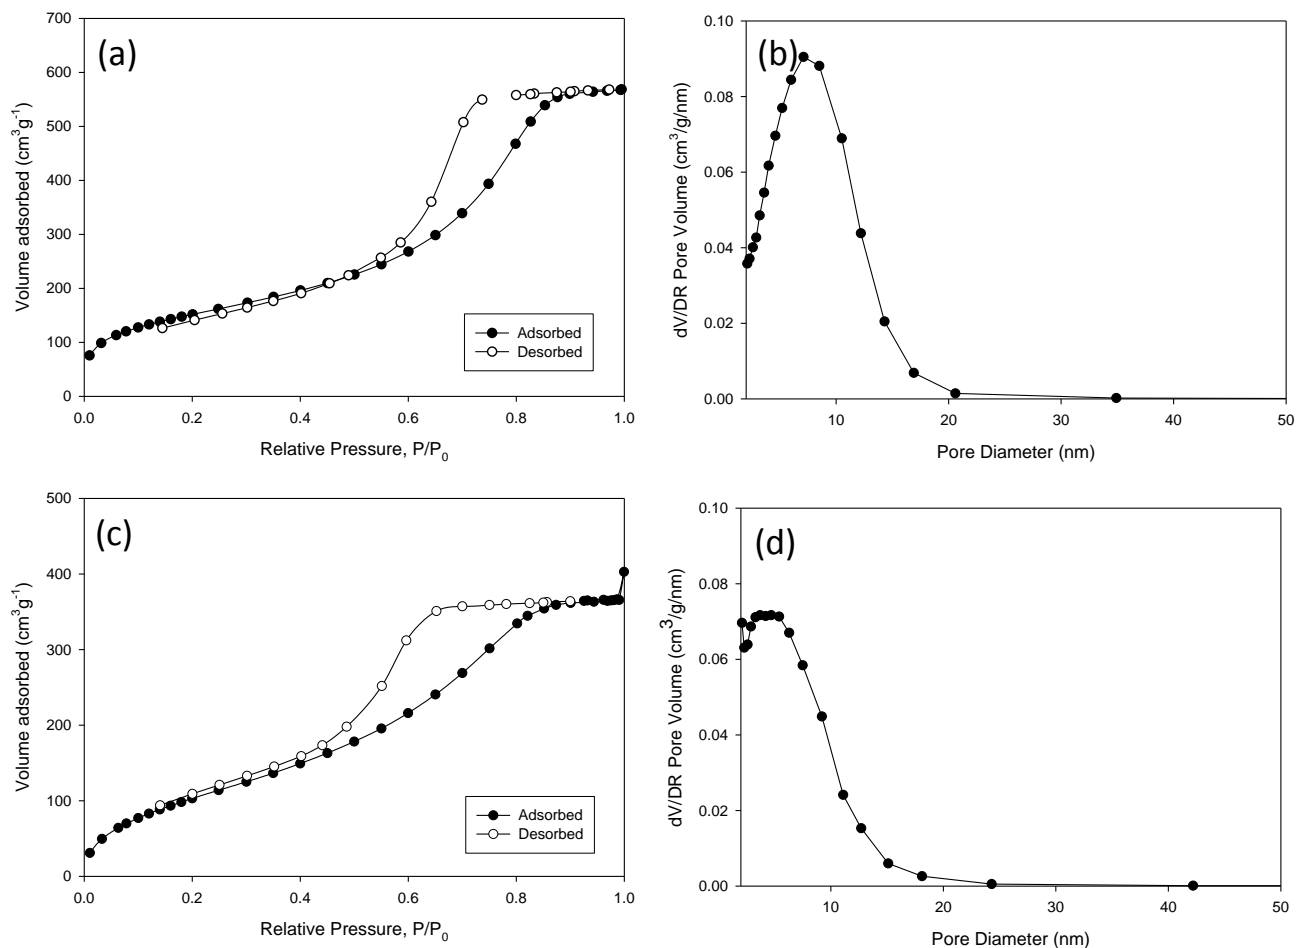 (a)
Volume adsorbed (cm³g⁻¹)
700
600
500
400
300
200
100
0
0.0 0.2 0.4 0.6 0.8 1.0
Relative Pressure, P/P₀
Adsorbed
Desorbed
(b)
dV/DR Pore Volume (cm³/g/nm)
0.10
0.08
0.06
0.04
0.02
0.00
10 20 30 40 50
Pore Diameter (nm)
(c)
Volume adsorbed (cm³g⁻¹)
500
400
300
200
100
0
0.0 0.2 0.4 0.6 0.8 1.0
Relative Pressure, P/P₀
Adsorbed
Desorbed
(d)
dV/DR Pore Volume (cm³/g/nm)
0.10
0.08
0.06
0.04
0.02
0.00
10 20 30 40 50
Pore Diameter (nm)